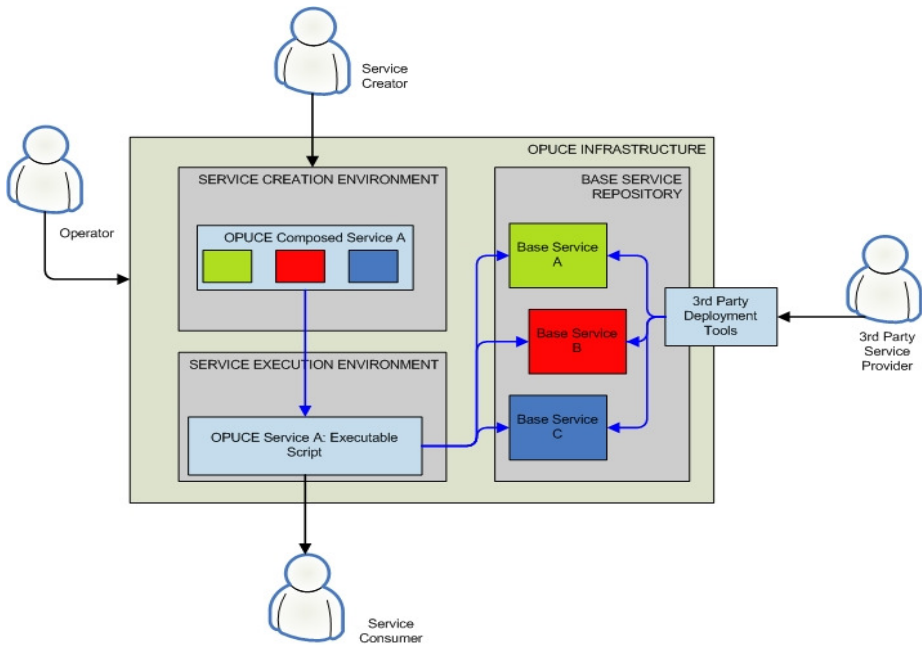 Service
Creator
OPUCE INFRASTRUCTURE
SERVICE CREATION ENVIRONMENT
BASE SERVICE
REPOSITORY
Operator
OPUCE Composed Service A
Base Service
A
3rd Party
Deployment
Tools
Base Service
B
3rd Party
Service
Provider
SERVICE EXECUTION ENVIRONMENT
Base Service
C
OPUCE Service A: Executable
Script
Service
Consumer